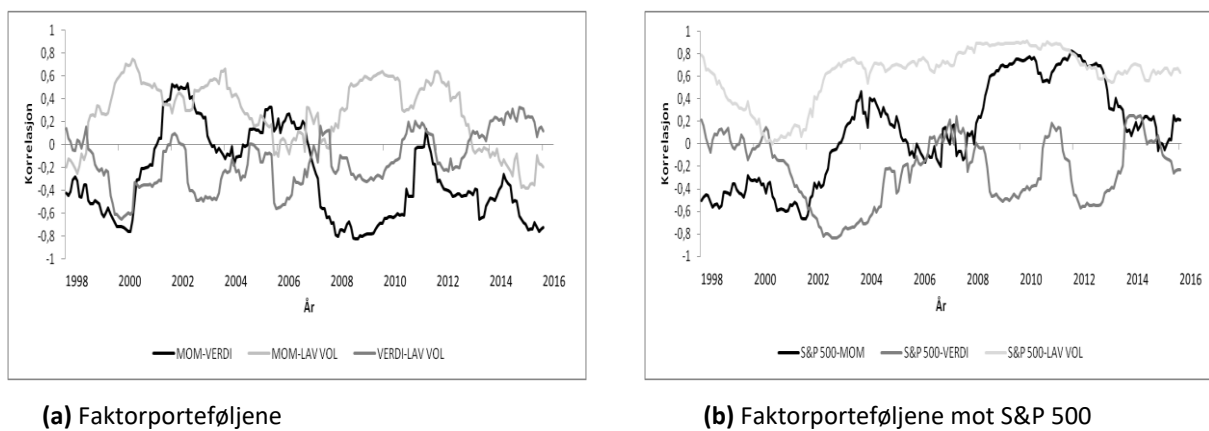 1
0,8
0,6
0,4
0,2
0
-0,2
-0,4
-0,6
-0,8
-1
Korrelasjon
1998 2000 2002 2004 2006 2008 2010 2012 2014 2016
År
MOM-VERDI MOM-LAV VOL VERDI-LAV VOL
(a) Faktorporteføljene
1
0,8
0,6
0,4
0,2
0
-0,2
-0,4
-0,6
-0,8
-1
Korrelasjon
1998 2000 2002 2004 2006 2008 2010 2012 2014 2016
År
S&P 500-MOM S&P 500-VERDI S&P 500-LAV VOL
(b) Faktorporteføljene mot S&P 500